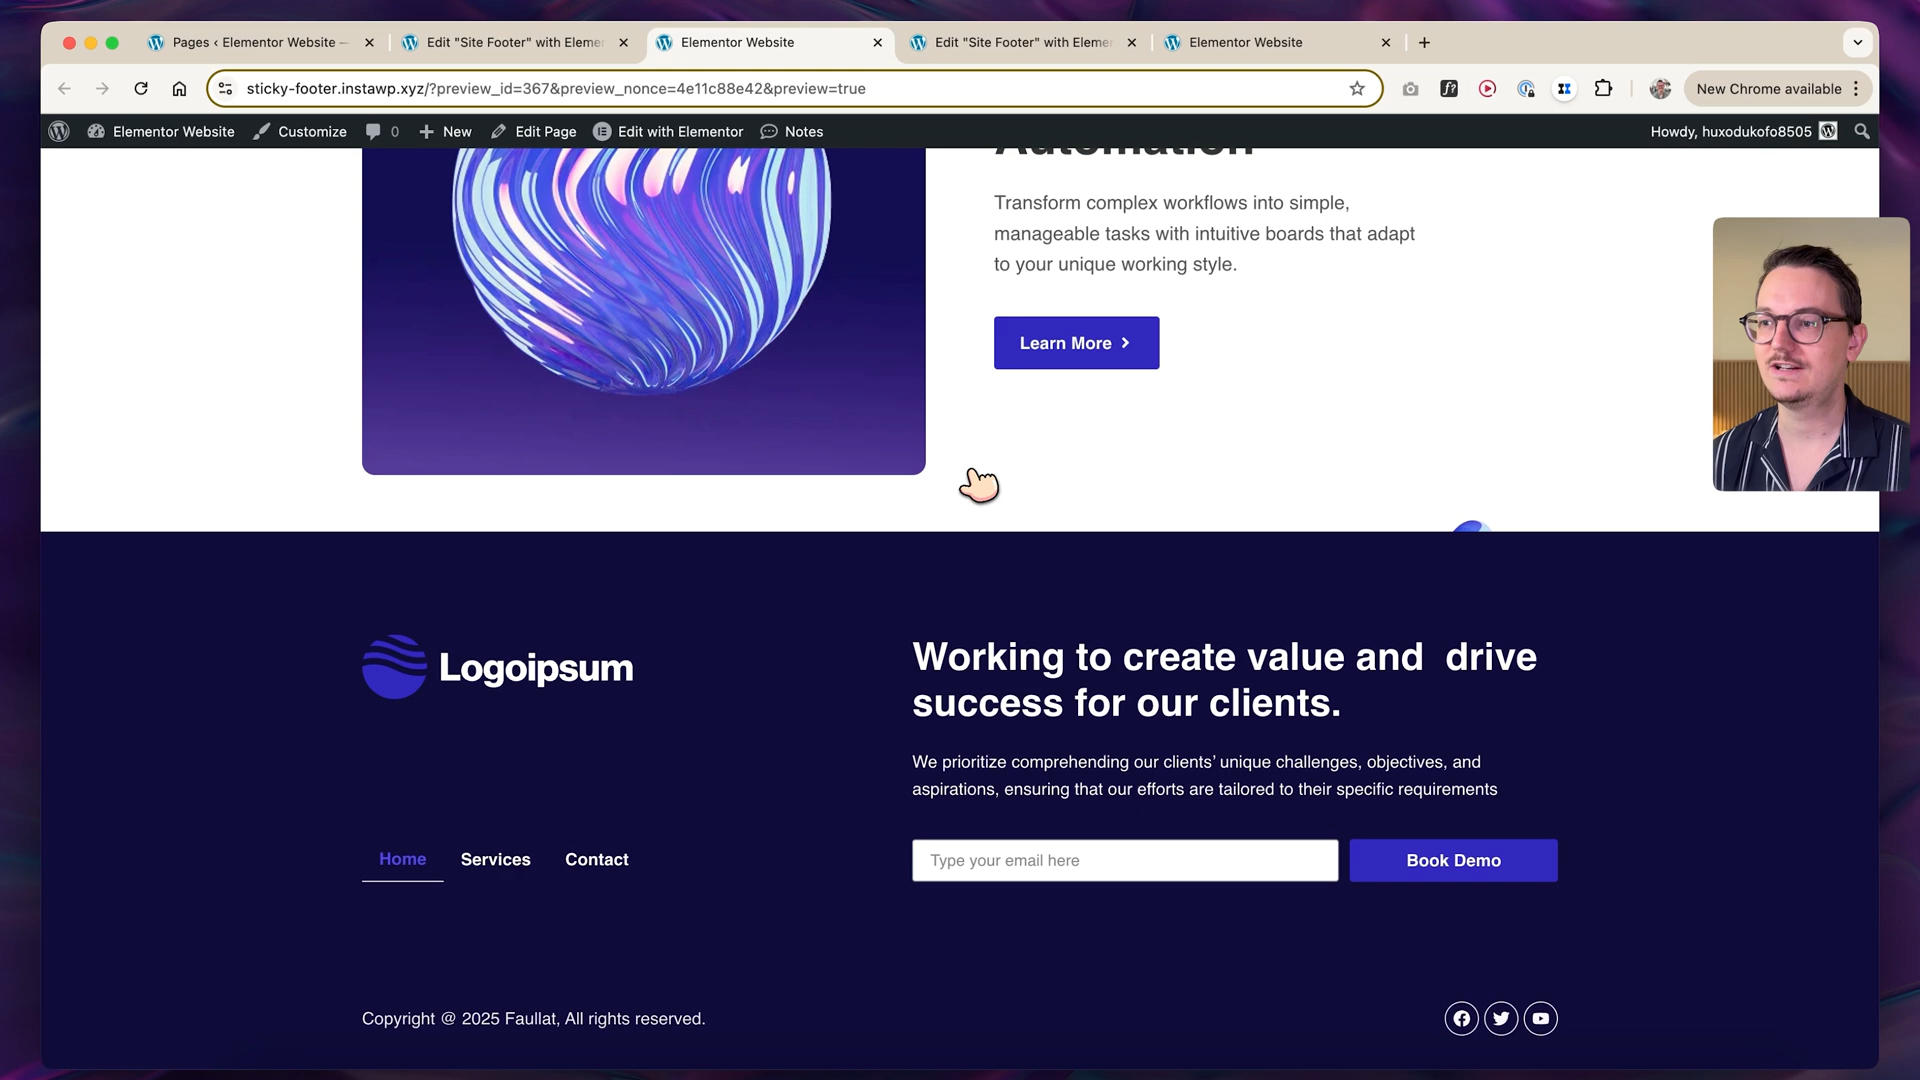 Pages ‹ Elementor Website —
Edit "Site Footer" with Eleme
Elementor Website
Edit "Site Footer" with Eleme
Elementor Website
sticky-footer.instawp.xyz/?preview_id=367&preview_nonce=4e11c88e42&preview=true
New Chrome available
Elementor Website
Customize
0
New
Edit Page
Edit with Elementor
Notes
Howdy, huxodukofo8505
Automation
Transform complex workflows into simple,
manageable tasks with intuitive boards that adapt
to your unique working style.
Learn More
Logoipsum
Working to create value and  drive
success for our clients.
We prioritize comprehending our clients’ unique challenges, objectives, and
aspirations, ensuring that our efforts are tailored to their specific requirements
Home
Services
Contact
Type your email here
Book Demo
Copyright @ 2025 Faullat, All rights reserved.